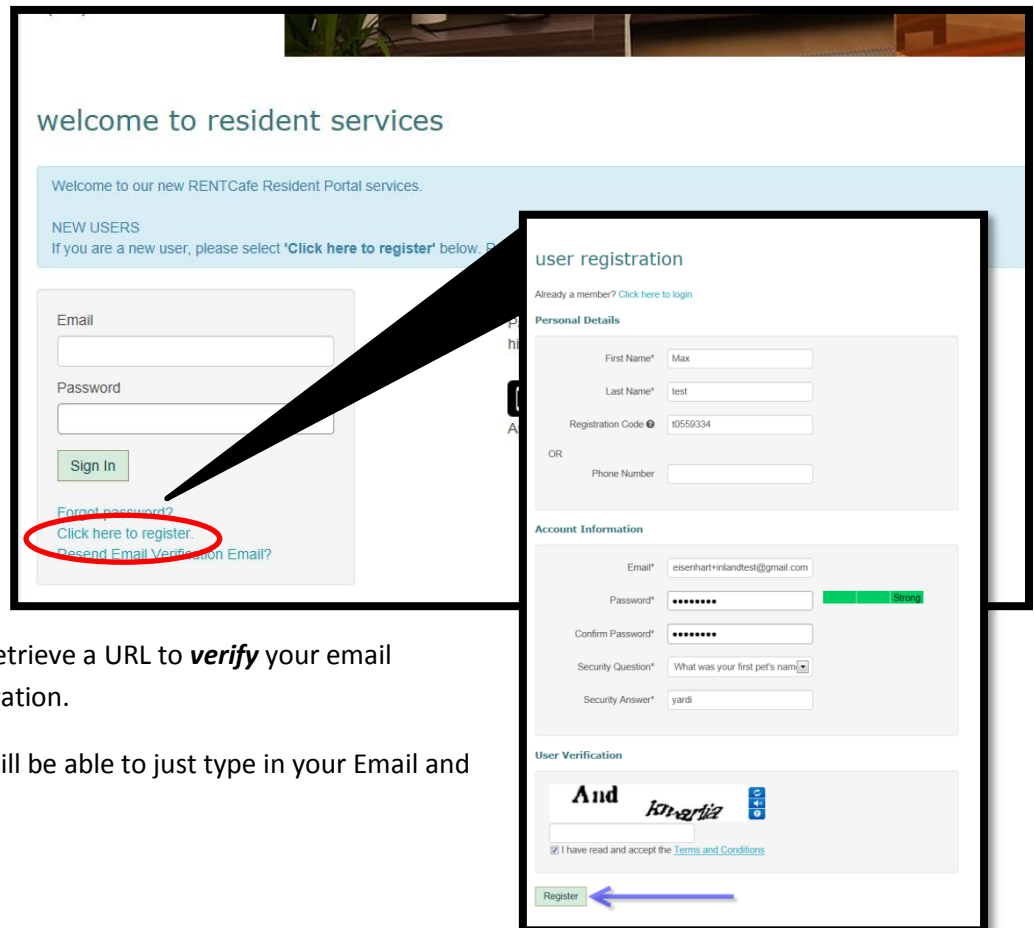 welcome to resident services
Welcome to our new RENTCafe Resident Portal services.
NEW USERS
If you are a new user, please select 'Click here to register' below.
Email
Password
Sign In
Forgot password?
Click here to register.
Resend Email Verification Email?
user registration
Already a member? Click here to login.
Personal Details
First Name* Max
Last Name* test
Registration Code t0559334
OR
Phone Number
Account Information
Email* eisenhart+inlandtest@gmail.com
Password* ●●●●●●●● Strong
Confirm Password* ●●●●●●●●
Security Question* What was your first pet's nam
Security Answer* yardi
User Verification
And
I have read and accept the Terms and Conditions
Register
etrieve a URL to verify your email
ation.
ill be able to just type in your Email and